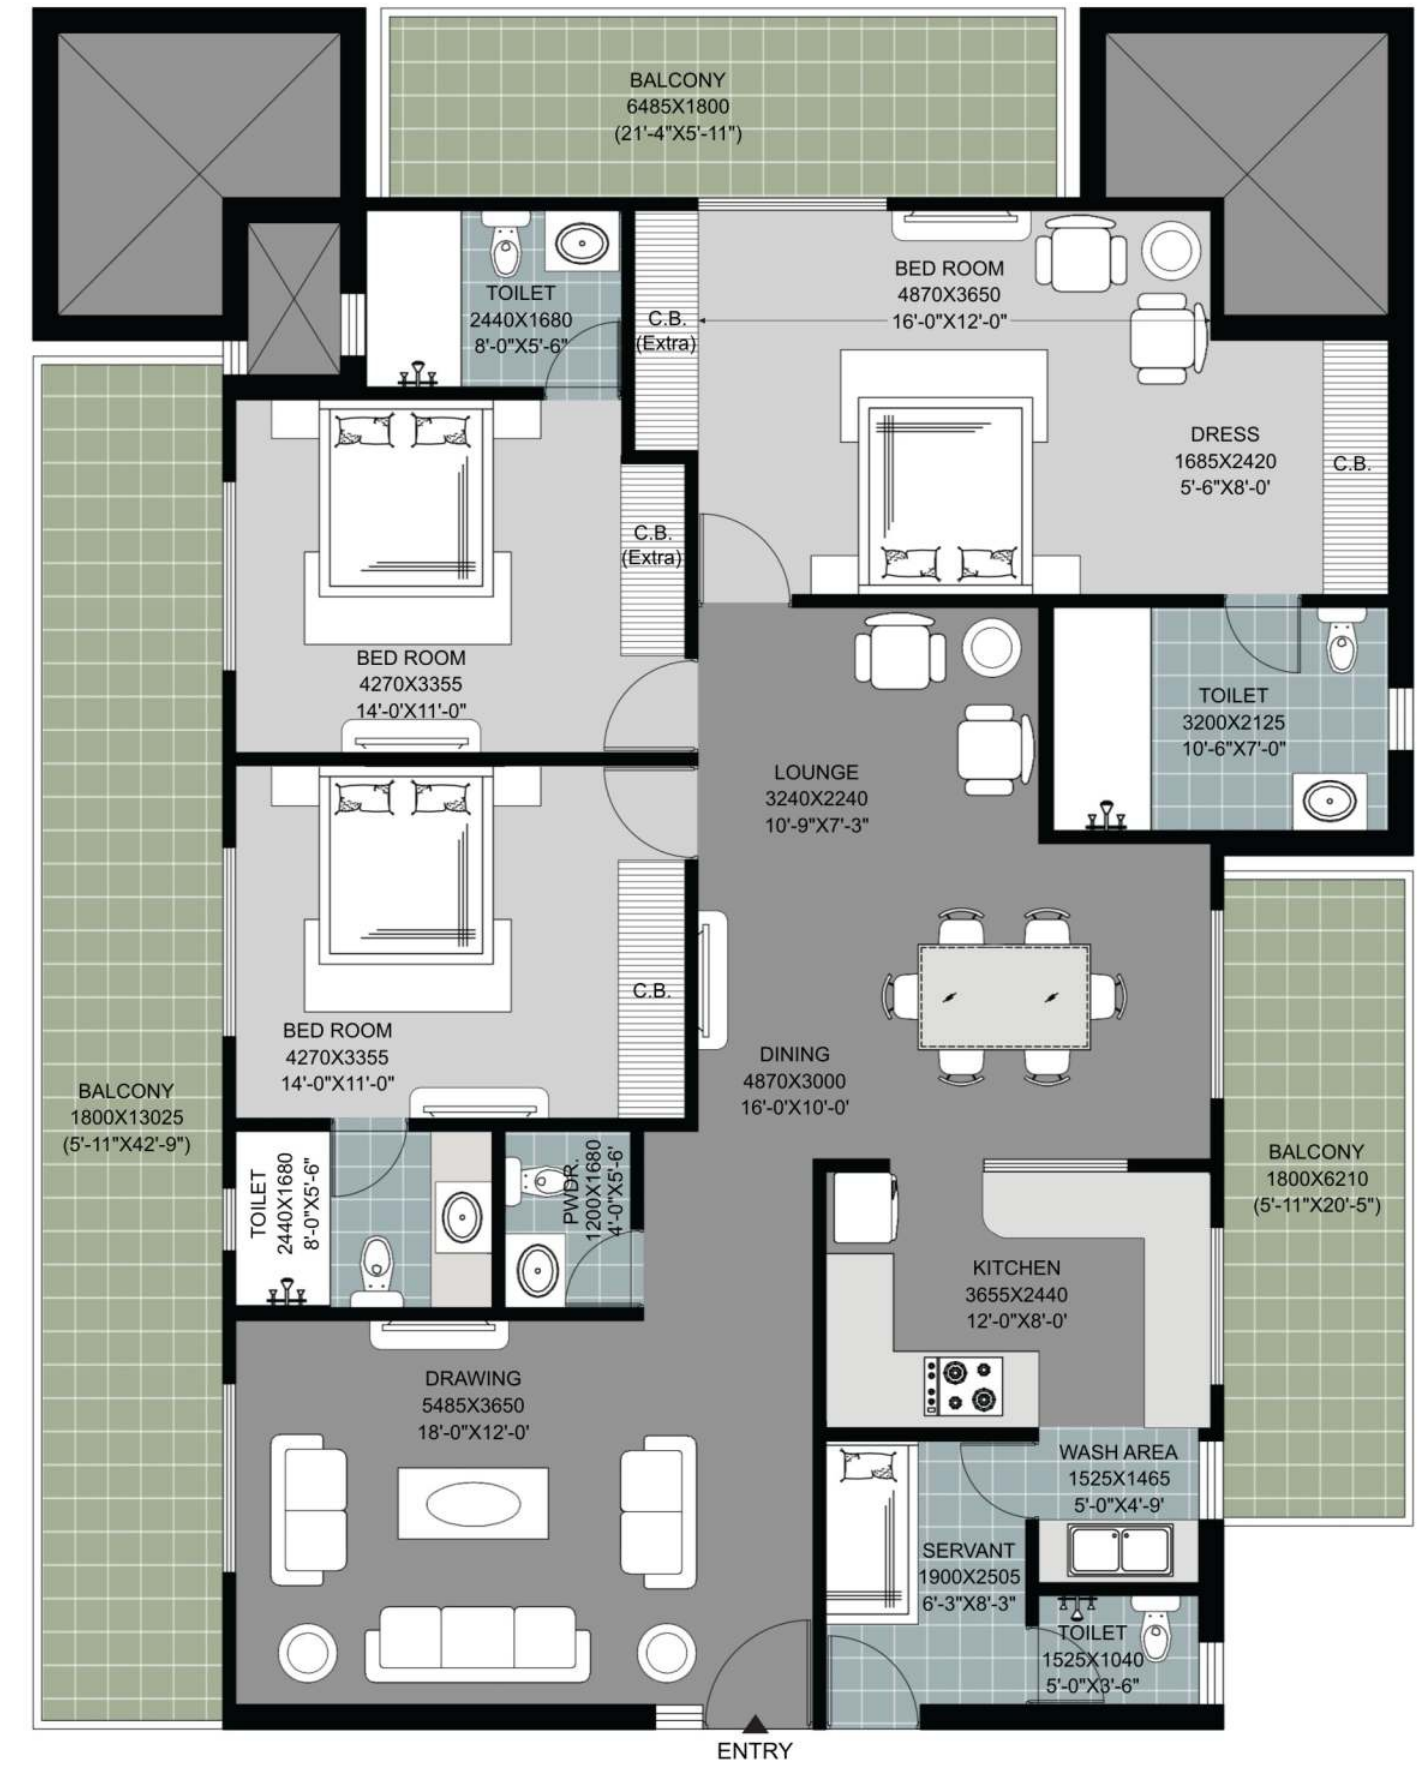 BALCONY
6485X1800
(21'-4"X5'-11")
TOILET
2440X1680
8'-0"X5'-6"
C.B.
(Extra)
BED ROOM
4870X3650
16'-0"X12'-0"
DRESS
1685X2420
5'-6"X8'-0'
C.B.
C.B.
(Extra)
BED ROOM
4270X3355
14'-0'X11'-0"
TOILET
3200X2125
10'-6"X7'-0"
LOUNGE
3240X2240
10'-9"X7'-3"
C.B.
BED ROOM
4270X3355
14'-0"X11'-0"
DINING
4870X3000
16'-0'X10'-0'
BALCONY
1800X13025
(5'-11"X42'-9")
TOILET
2440X1680
8'-0"X5'-6"
PWDR.
1200X1680
4'-0"X5'-6'
BALCONY
1800X6210
(5'-11"X20'-5")
KITCHEN
3655X2440
12'-0"X8'-0'
DRAWING
5485X3650
18'-0"X12'-0'
WASH AREA
1525X1465
5'-0"X4'-9'
SERVANT
1900X2505
6'-3"X8'-3"
TOILET
1525X1040
5'-0"X3'-6"
ENTRY